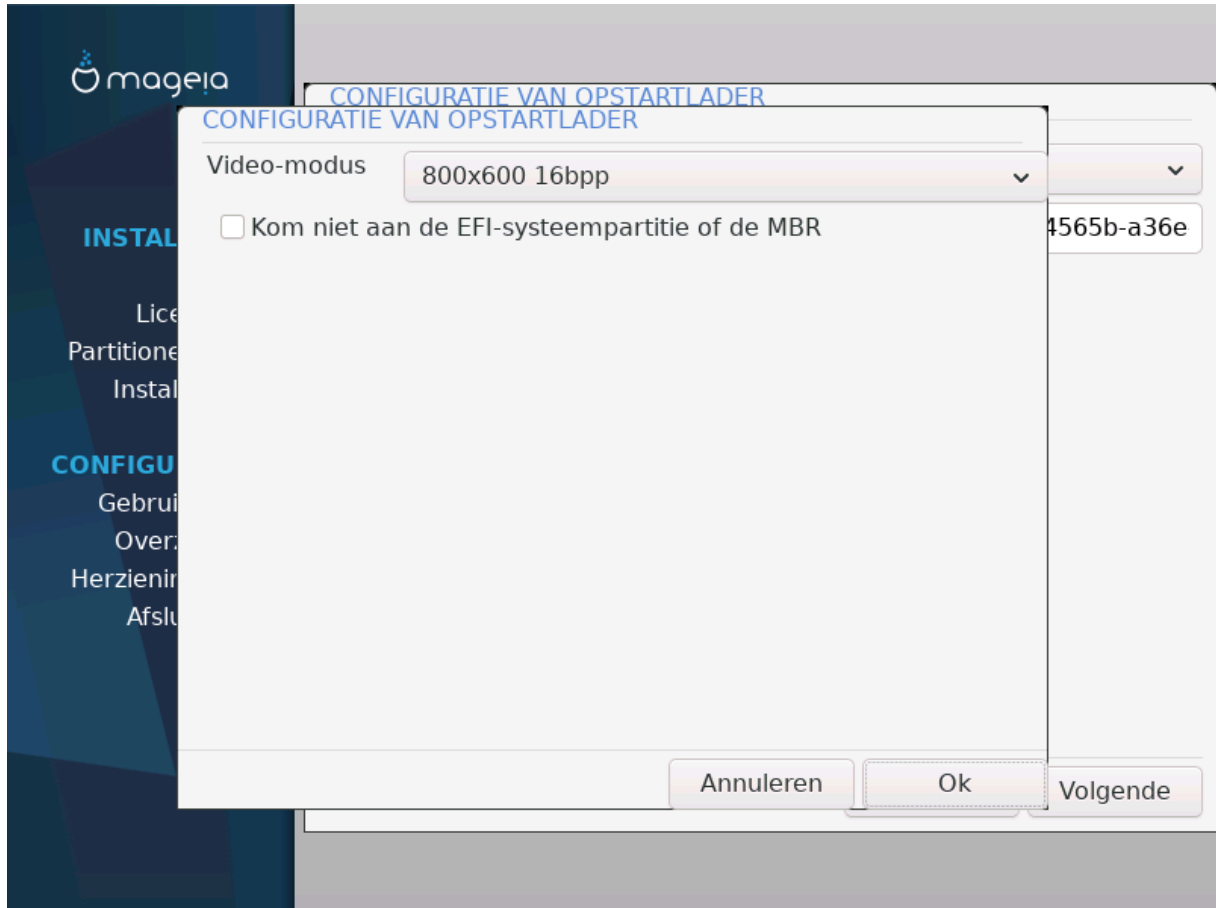 mageia
CONFIGURATIE VAN OPSTARTLADER
CONFIGURATIE VAN OPSTARTLADER
Video-modus
800x600 16bpp
Kom niet aan de EFI-systeempartitie of de MBR
4565b-a36e
INSTAL
Lice
Partitione
Instal
CONFIGU
Gebrui
Over
Herzienin
Afslu
Annuleren
Ok
Volgende